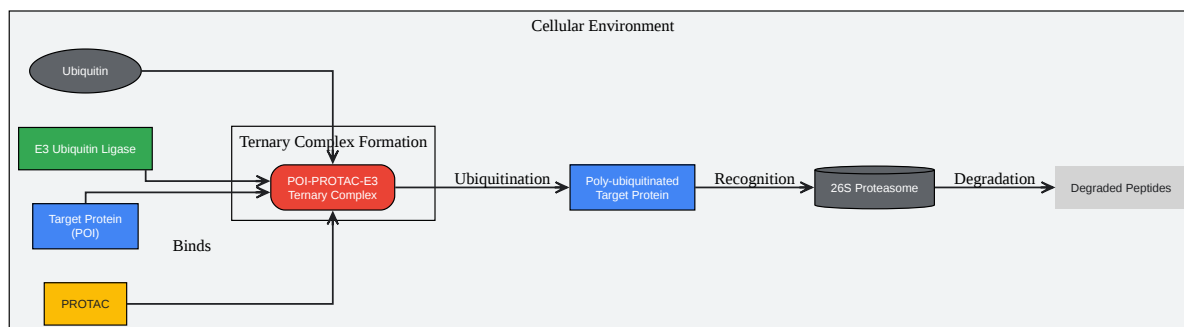 Cellular Environment
Ubiquitin
E3 Ubiquitin Ligase
Target Protein
(POI)
Binds
PROTAC
Ternary Complex Formation
POI-PROTAC-E3
Ternary Complex
Ubiquitination
Poly-ubiquitinated
Target Protein
Recognition
26S Proteasome
Degradation
Degraded Peptides